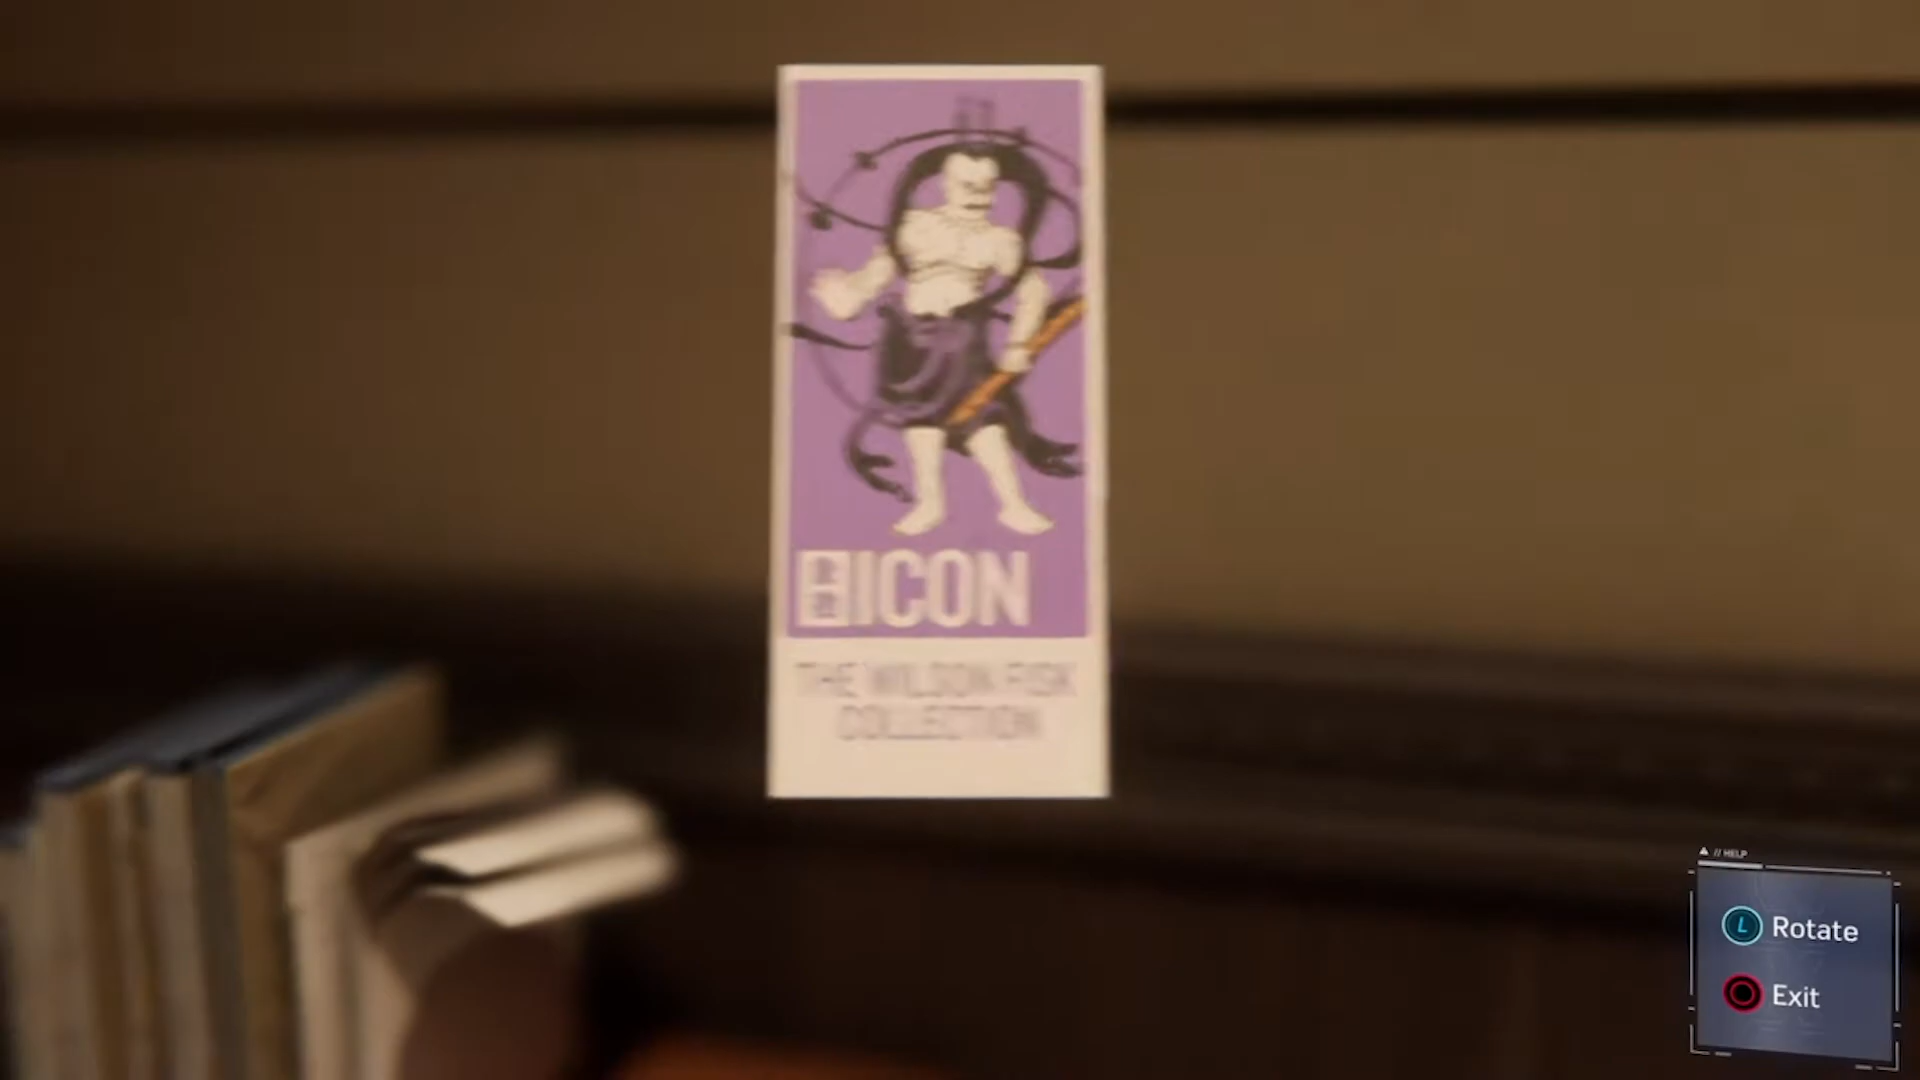 ICON
THE WILSON FISK
COLLECTION
// HELP
L Rotate
Exit